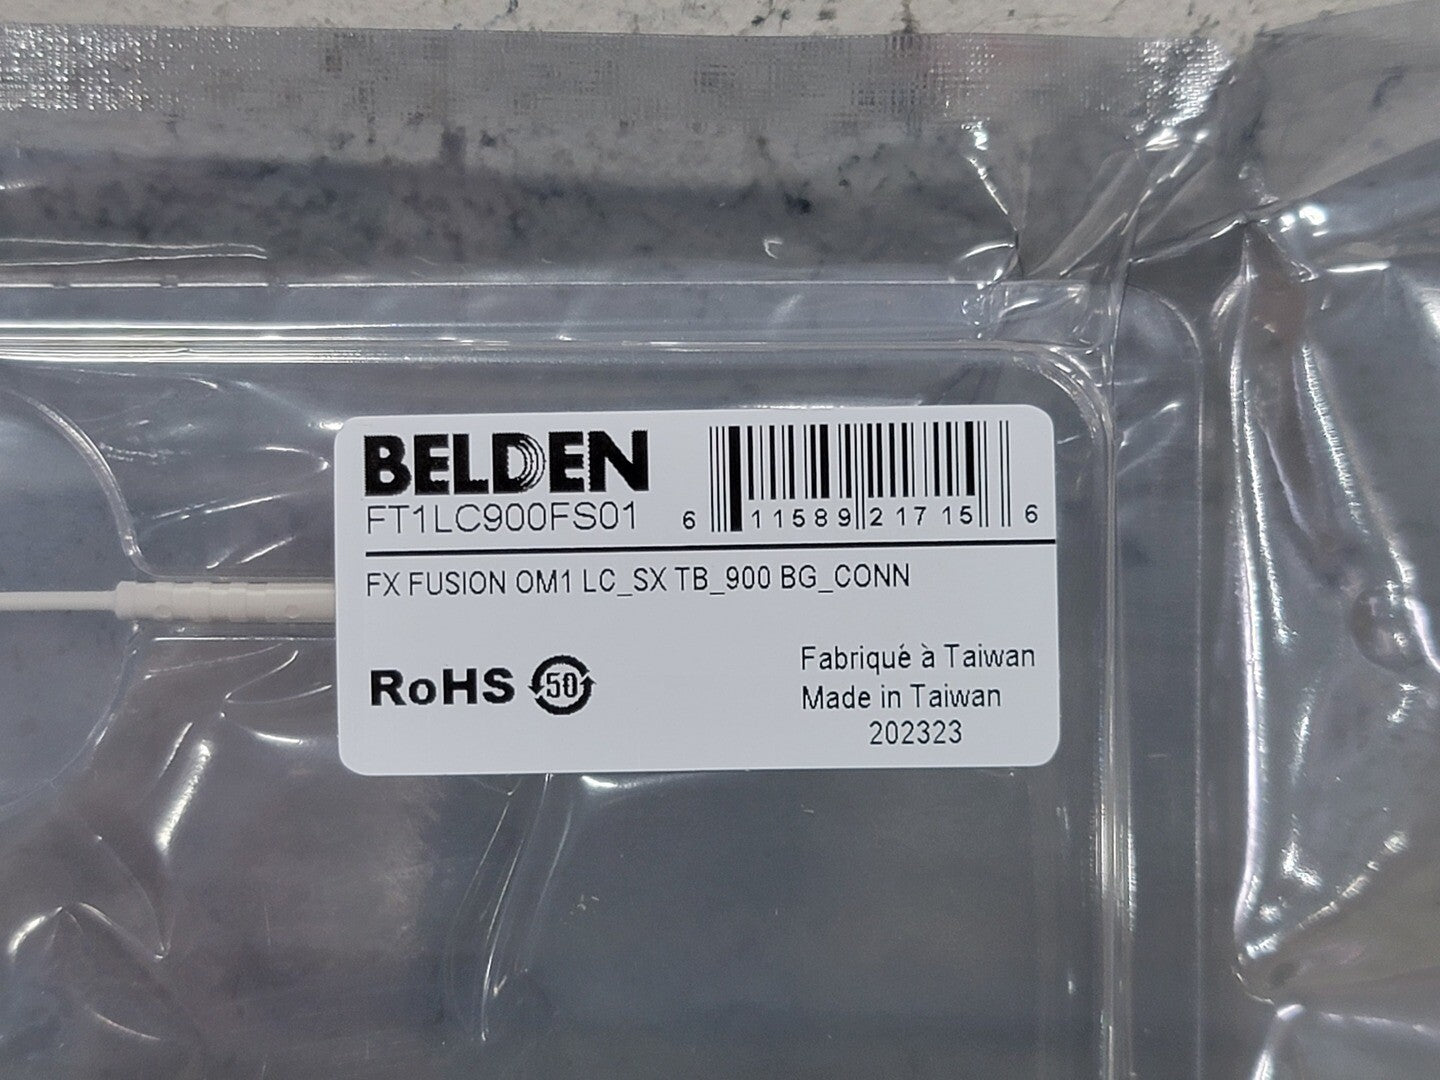 BELDEN
FT1LC900FS01
6 11589 21715 6
FX FUSION OM1 LC_SX TB_900 BG_CONN
RoHS 50
Fabriqué à Taiwan
Made in Taiwan
202323